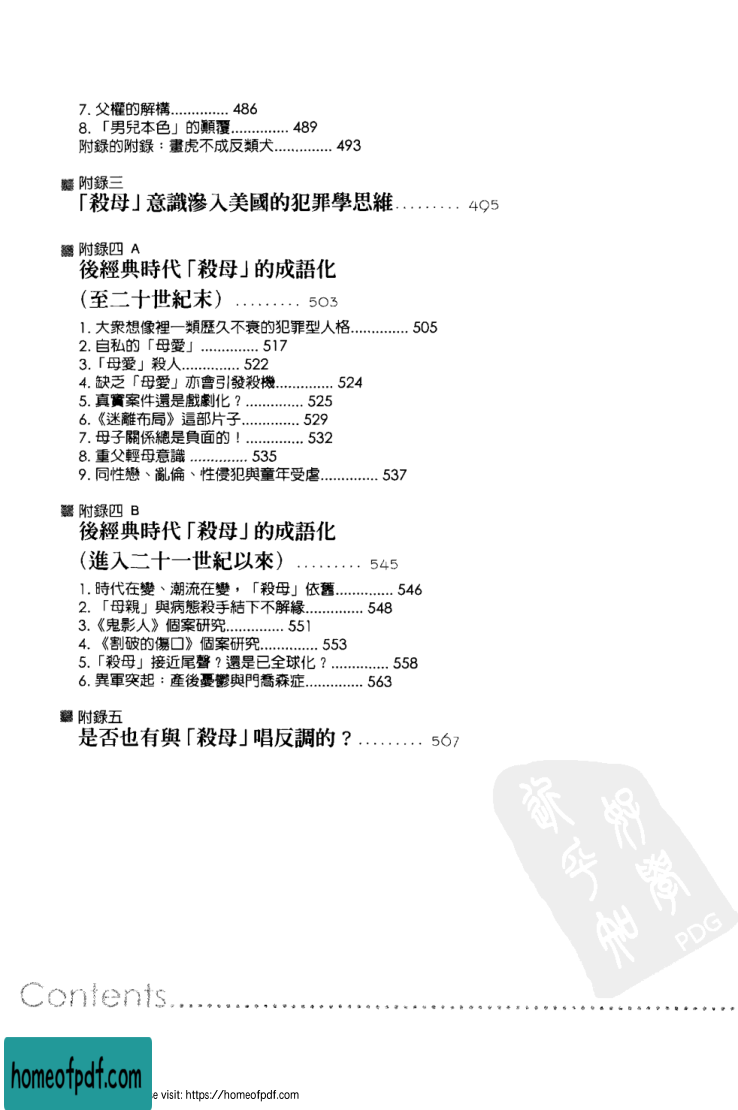 7. 父權的解構.............. 486
8. 「男兒本色」的顛覆.............. 489
附錄的附錄：畫虎不成反類犬.............. 493
附錄三
「殺母」意識滲入美國的犯罪學思維......... 495
附錄四 A
後經典時代「殺母」的成語化
（至二十世紀末）......... 503
1. 大衆想像裡一類歷久不衰的犯罪型人格.............. 505
2. 自私的「母愛」.............. 517
3.「母愛」殺人.............. 522
4. 缺乏「母愛」亦會引發殺機.............. 524
5. 真實案件還是戲劇化？.............. 525
6.《迷離布局》這部片子.............. 529
7. 母子關係總是負面的！.............. 532
8. 重父輕母意識.............. 535
9. 同性戀、亂倫、性侵犯與童年受虐.............. 537
附錄四 B
後經典時代「殺母」的成語化
（進入二十一世紀以來）......... 545
1. 時代在變、潮流在變，「殺母」依舊.............. 546
2. 「母親」與病態殺手結下不解緣.............. 548
3.《鬼影人》個案研究.............. 551
4. 《割破的傷口》個案研究.............. 553
5.「殺母」接近尾聲？還是已全球化？.............. 558
6. 異軍突起：產後憂鬱與門喬森症.............. 563
附錄五
是否也有與「殺母」唱反調的？......... 567
PDG
Contents
homeofpdf.com
e visit: https://homeofpdf.com